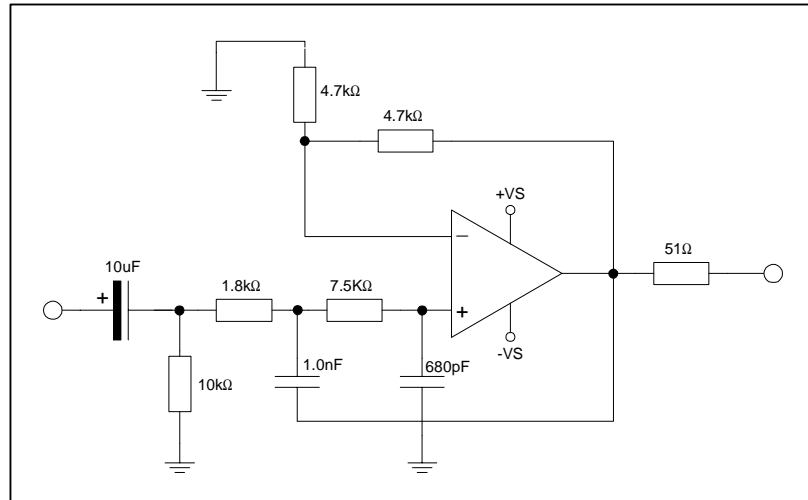 4.7kΩ
4.7kΩ
+VS
−
51Ω
10uF
+
1.8kΩ
7.5KΩ
+
-VS
1.0nF
680pF
10kΩ